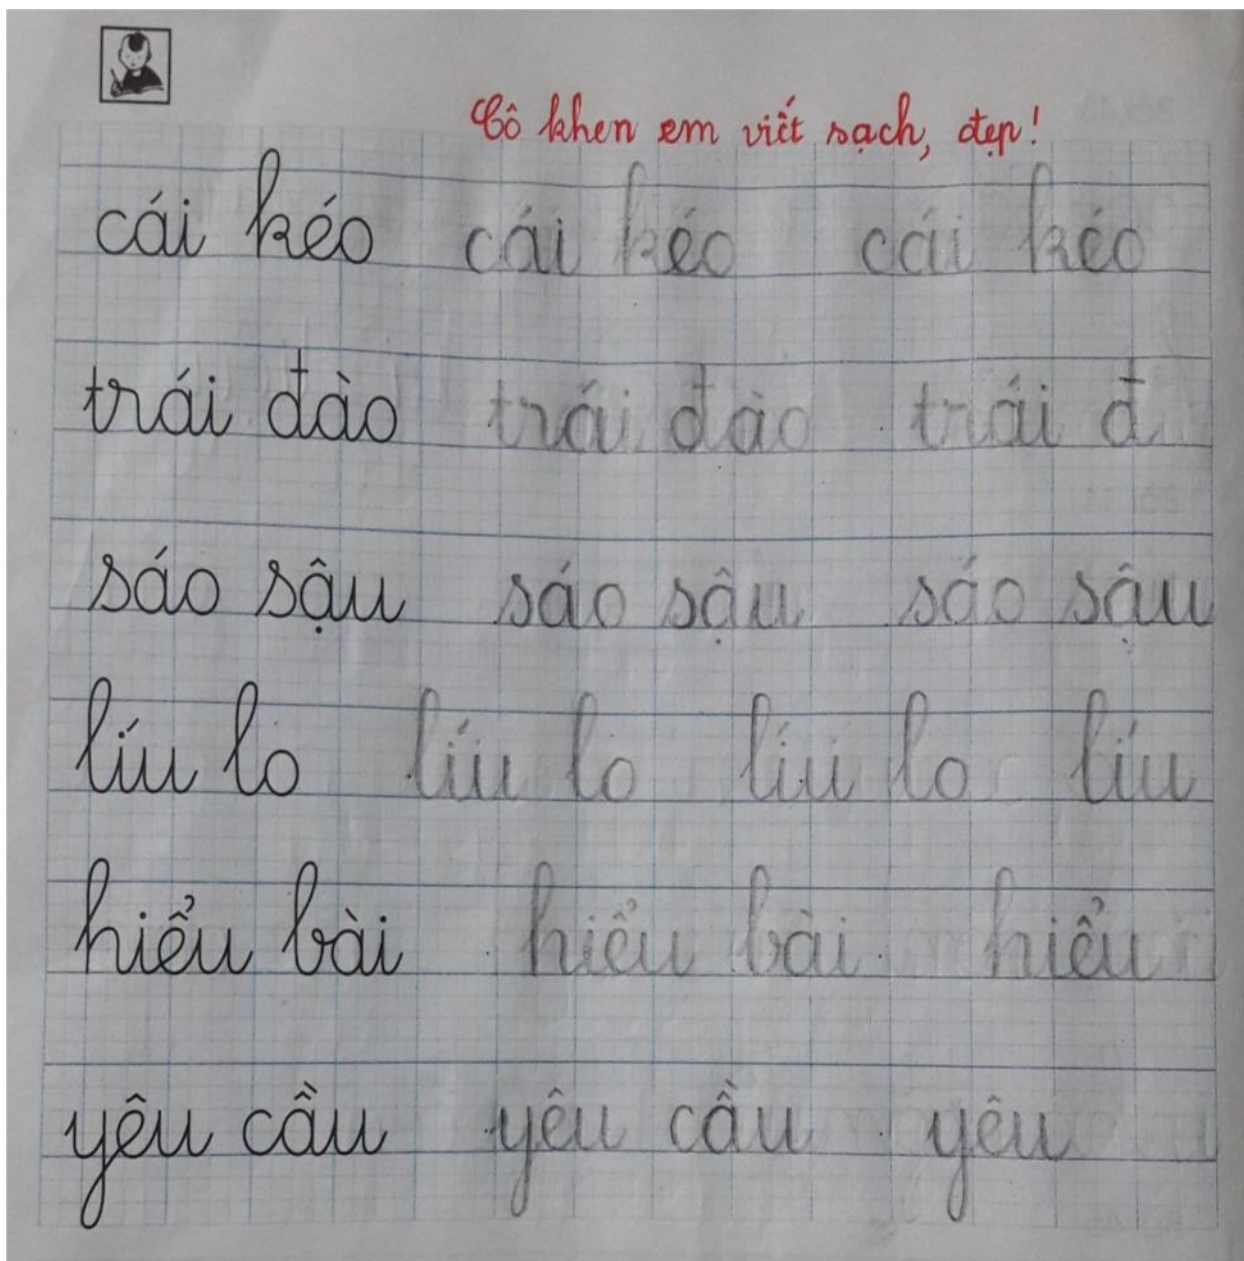 Cô khen em viết sạch, đẹp!
cái kéo cái kéo cái kéo
trái đào trái đào trái đ
sáo sậu sáo sậu sáo sậu
líu lo líu lo líu lo líu
hiểu bài hiểu bài hiểu
yêu cầu yêu cầu yêu